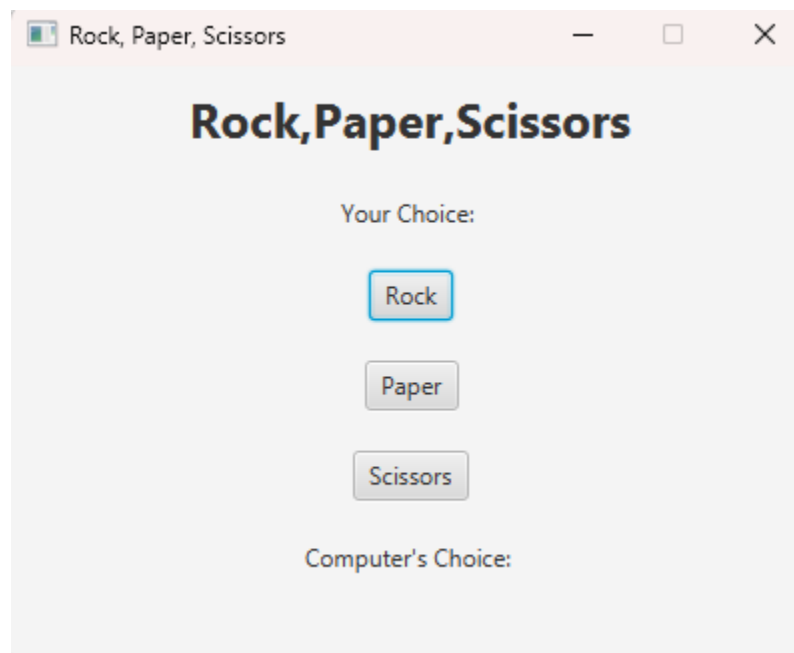 Rock, Paper, Scissors
Rock,Paper,Scissors
Your Choice:
Rock
Paper
Scissors
Computer's Choice: